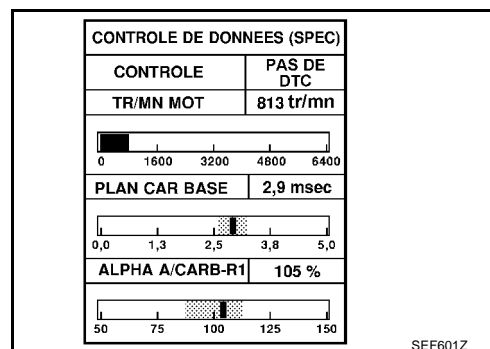 CONTROLE DE DONNEES (SPEC)
CONTROLE PAS DE DTC
TR/MN MOT 813 tr/mn
0 1600 3200 4800 6400
PLAN CAR BASE 2,9 msec
0,0 1,3 2,5 3,8 5,0
ALPHA A/CARB-R1 105 %
50 75 100 125 150
SEF601Z